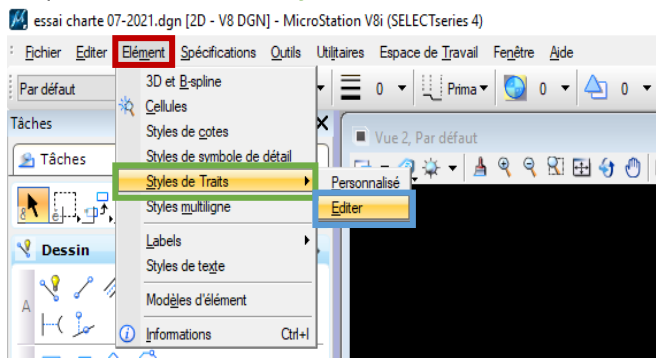 essai charte 07-2021.dgn [2D - V8 DGN] - MicroStation V8i (SELECTseries 4)
Fichier Editer Elément Spécifications Outils Utilitaires Espace de Travail Fenêtre Aide
Par défaut
0 Prima 0 0
Tâches
Tâches
Dessin
A
3D et B-spline
Cellules
Styles de cotes
Styles de symbole de détail
Styles de Traits
Styles multiligne
Labels
Styles de texte
Modèles d'élément
Informations Ctrl+I
Personnalisé
Editer
Vue 2, Par défaut